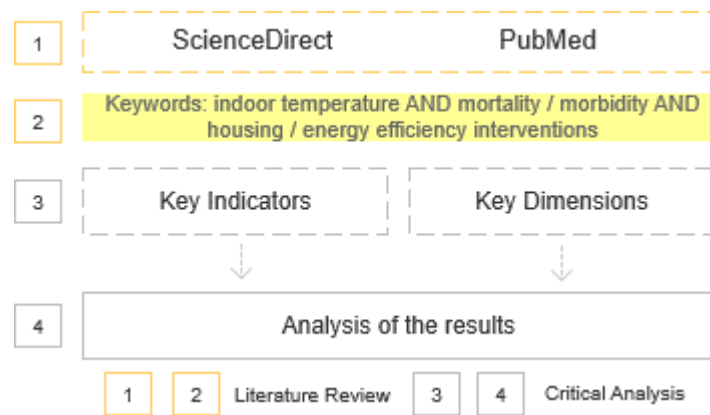 1 ScienceDirect PubMed
2 Keywords: indoor temperature AND mortality / morbidity AND
housing / energy efficiency interventions
3 Key Indicators Key Dimensions
4 Analysis of the results
1 2 Literature Review 3 4 Critical Analysis